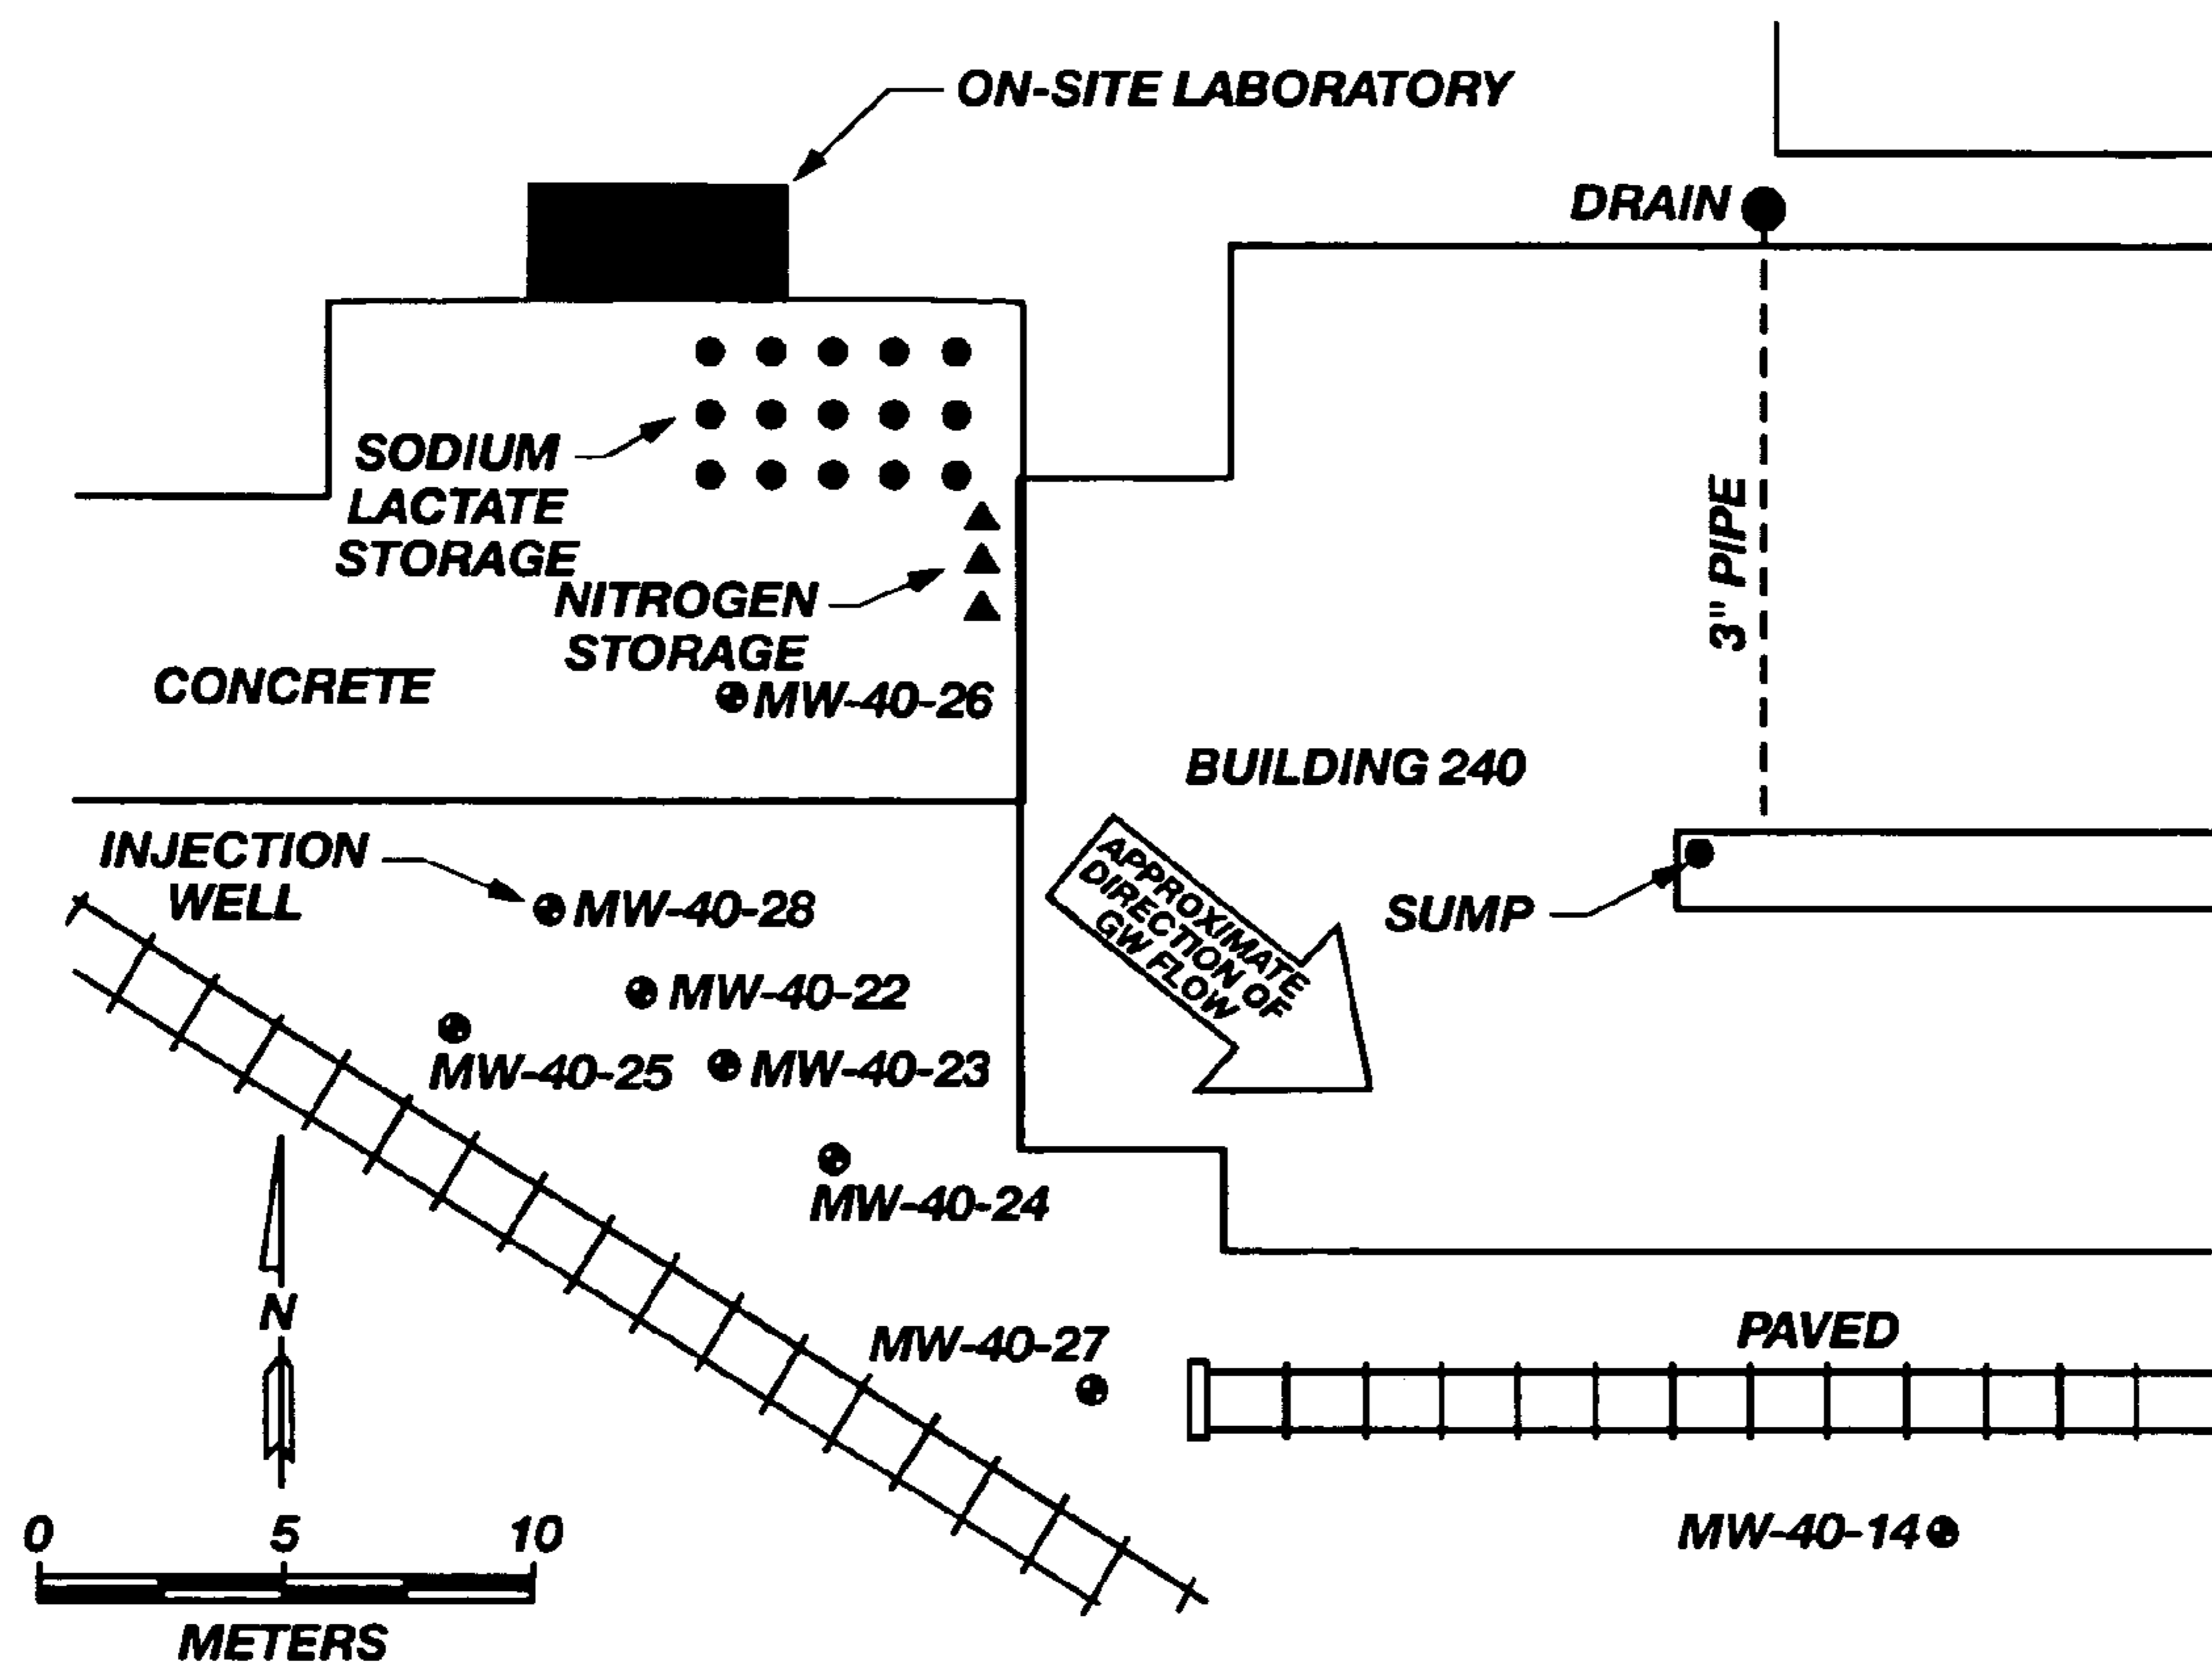 ON-SITE LABORATORY
DRAIN
SODIUM
LACTATE
STORAGE
NITROGEN
STORAGE
3" PIPE
CONCRETE
MW-40-26
BUILDING 240
INJECTION
WELL
MW-40-28
APPROXIMATE
DIRECTION OF
GW FLOW
SUMP
MW-40-22
MW-40-25
MW-40-23
MW-40-24
N
MW-40-27
PAVED
MW-40-14
0 5 10
METERS